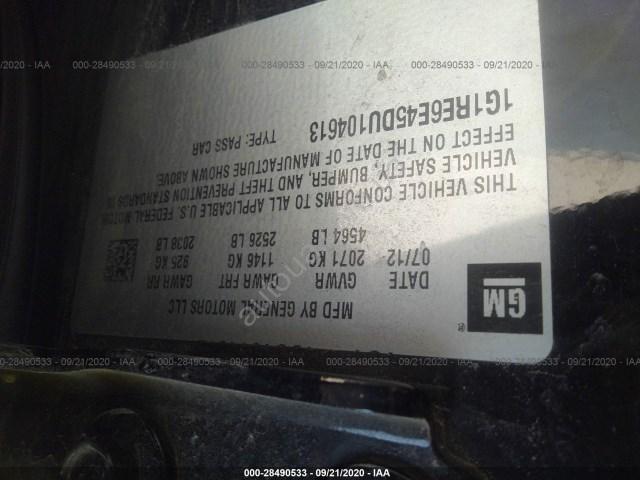 MFD BY GENERAL MOTORS LLC
DATE GVWR GAWR FRT GAWR RR
07/12 2071 KG 1146 KG 925 KG
4564 LB 2526 LB 2038 LB
THIS VEHICLE CONFORMS TO ALL APPLICABLE U.S. FEDERAL MOTOR
VEHICLE SAFETY, BUMPER, AND THEFT PREVENTION STANDARDS IN
EFFECT ON THE DATE OF MANUFACTURE SHOWN ABOVE.
1G1RE6E45DU104613 TYPE: PASS CAR
GM
000-28490533 - 09/21/2020 - IAA